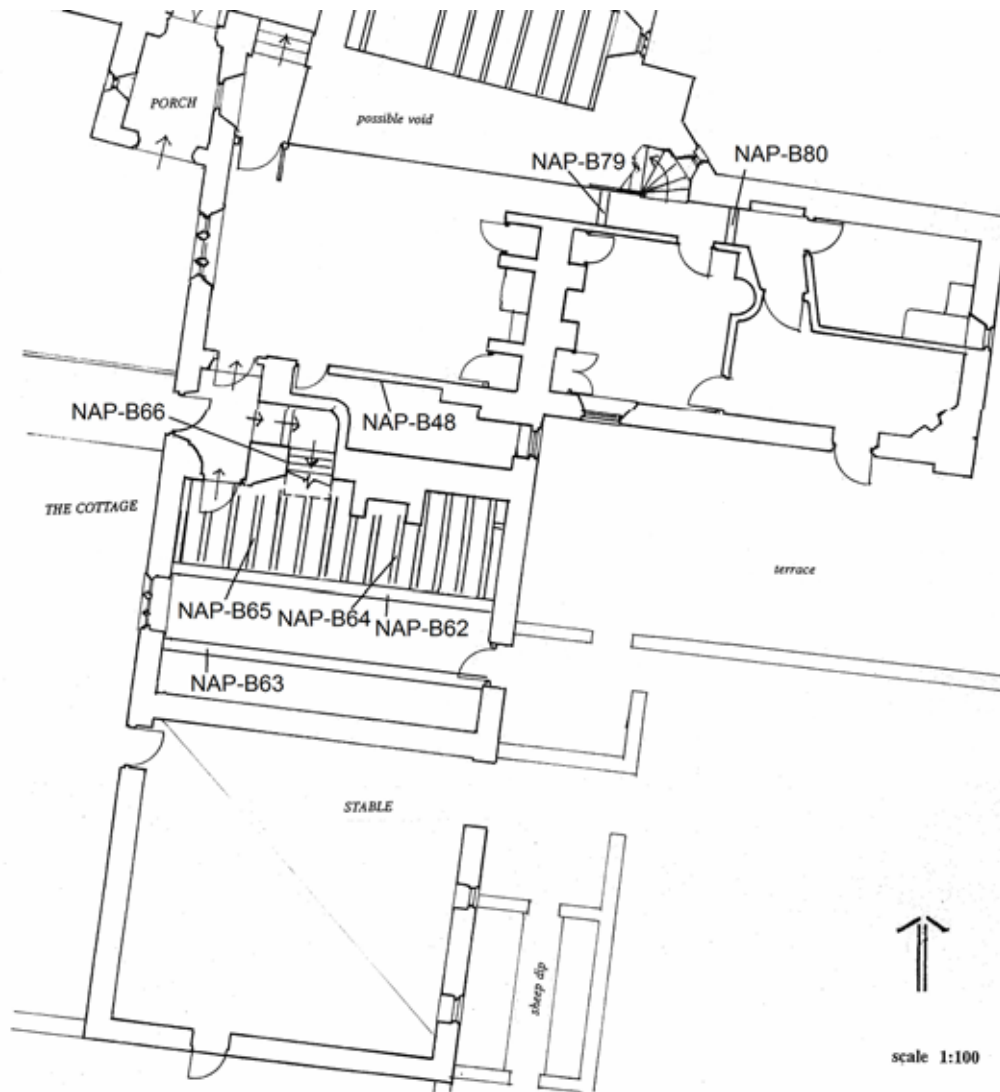 PORCH
possible void
NAP-B79
NAP-B80
NAP-B66
NAP-B48
THE COTTAGE
terrace
NAP-B65
NAP-B64
NAP-B62
NAP-B63
STABLE
sheep dip
scale 1:100